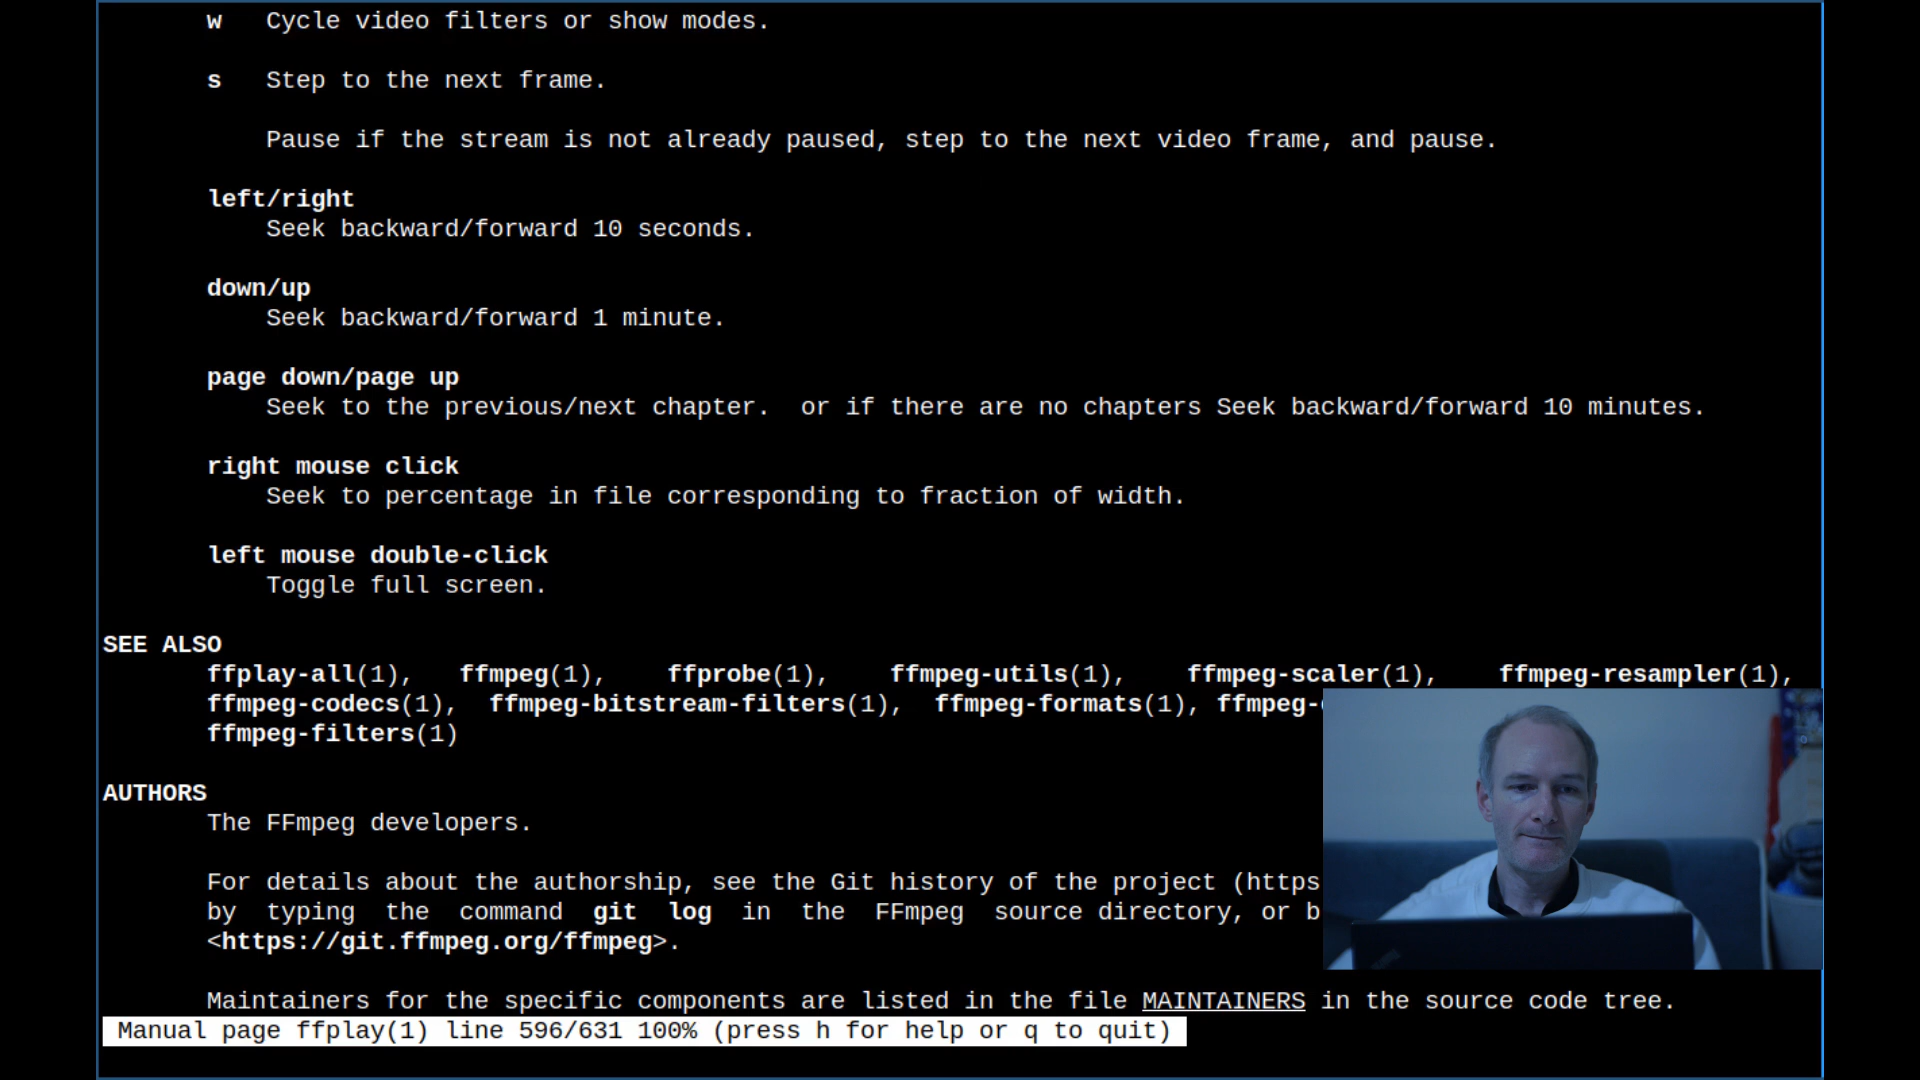 w   Cycle video filters or show modes.
s   Step to the next frame.
Pause if the stream is not already paused, step to the next video frame, and pause.
left/right
Seek backward/forward 10 seconds.
down/up
Seek backward/forward 1 minute.
page down/page up
Seek to the previous/next chapter.  or if there are no chapters Seek backward/forward 10 minutes.
right mouse click
Seek to percentage in file corresponding to fraction of width.
left mouse double-click
Toggle full screen.
SEE ALSO
ffplay-all(1),   ffmpeg(1),    ffprobe(1),    ffmpeg-utils(1),    ffmpeg-scaler(1),    ffmpeg-resampler(1),
ffmpeg-codecs(1),  ffmpeg-bitstream-filters(1),  ffmpeg-formats(1), ffmpeg-
ffmpeg-filters(1)
AUTHORS
The FFmpeg developers.
For details about the authorship, see the Git history of the project (https
by  typing  the  command  git  log  in  the  FFmpeg  source directory, or b
<https://git.ffmpeg.org/ffmpeg>.
Maintainers for the specific components are listed in the file MAINTAINERS in the source code tree.
Manual page ffplay(1) line 596/631 100% (press h for help or q to quit)